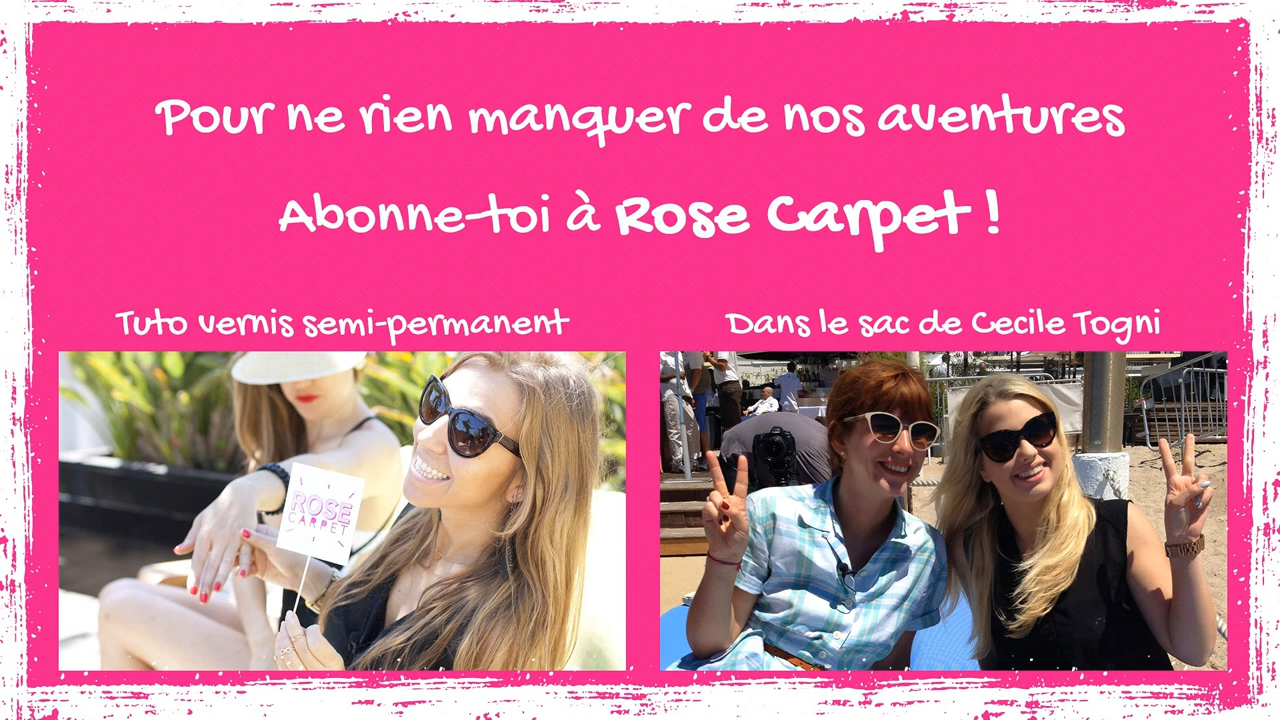 Pour ne rien manquer de nos aventures
Abonne-toi à Rose Carpet !
Tuto vernis semi-permanent
Dans le sac de Cecile Togni
ROSE
CARPET